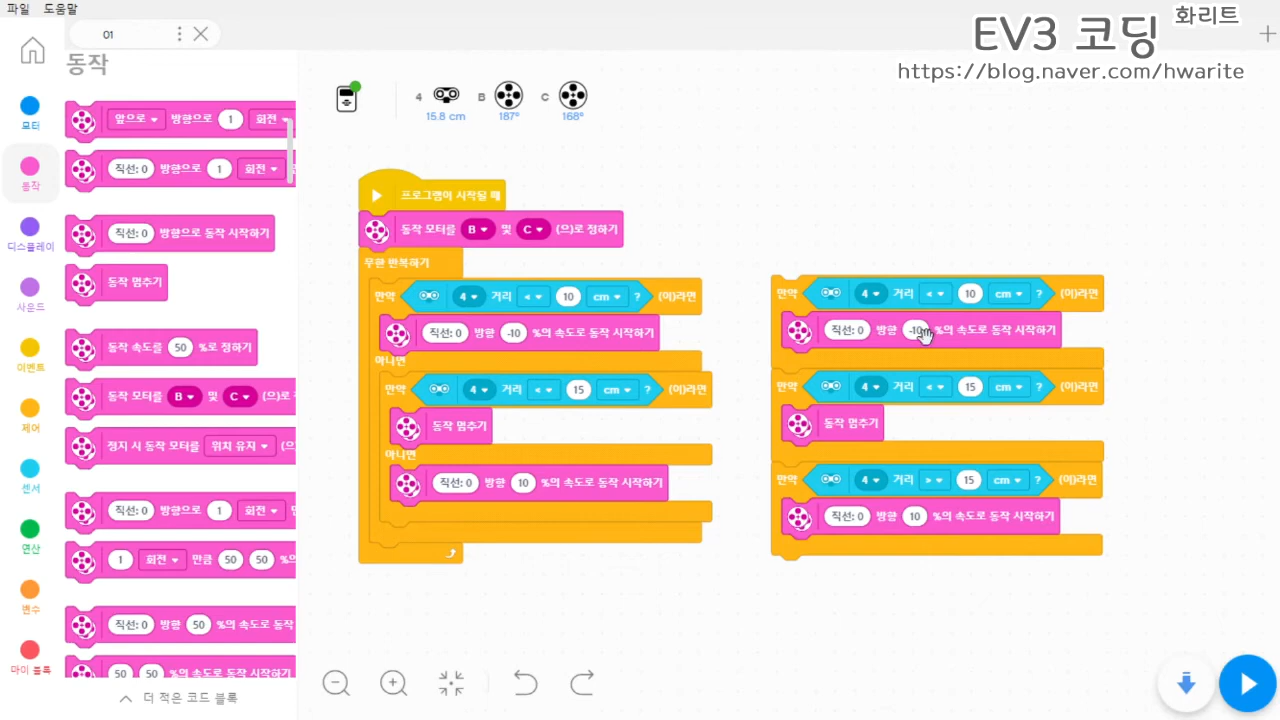 파일 도움말
화리트
EV3 코딩
https://blog.naver.com/hwarite
01
동작
모터
동작
디스플레이
사운드
이벤트
제어
센서
연산
변수
마이 블록
앞으로 방향으로 1 회전
직선: 0 방향으로 1 회전
직선: 0 방향으로 동작 시작하기
동작 멈추기
동작 속도를 50 %로 정하기
동작 모터를 B 및 C (으)로
정지 시 동작 모터를 위치 유지 (으
직선: 0 방향으로 1 회전
1 회전 만큼 50 50 %의
직선: 0 방향 50 %의 속도로 동작
50 50 %의 속도로 동작 시작하기
더 적은 코드 블록
4 B C
15.8 cm 187° 168°
프로그램이 시작될 때
동작 모터를 B 및 C (으)로 정하기
무한 반복하기
만약 4 거리 < 10 cm ? (이)라면
직선: 0 방향 -10 %의 속도로 동작 시작하기
아니면
만약 4 거리 < 15 cm ? (이)라면
동작 멈추기
아니면
직선: 0 방향 10 %의 속도로 동작 시작하기
만약 4 거리 < 10 cm ? (이)라면
직선: 0 방향 -10 %의 속도로 동작 시작하기
만약 4 거리 < 15 cm ? (이)라면
동작 멈추기
만약 4 거리 > 15 cm ? (이)라면
직선: 0 방향 10 %의 속도로 동작 시작하기